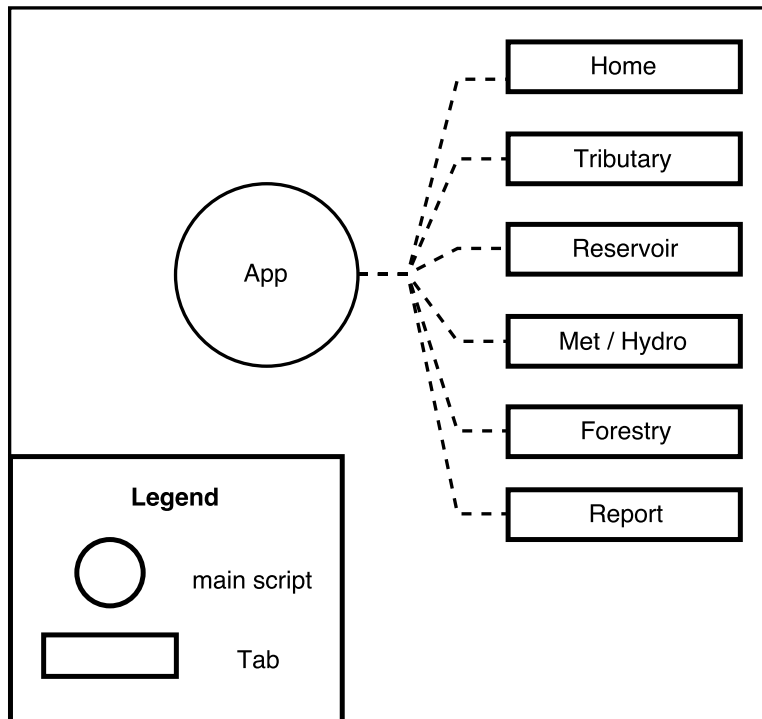 Home
Tributary
Reservoir
App
Met / Hydro
Forestry
Report
Legend
main script
Tab